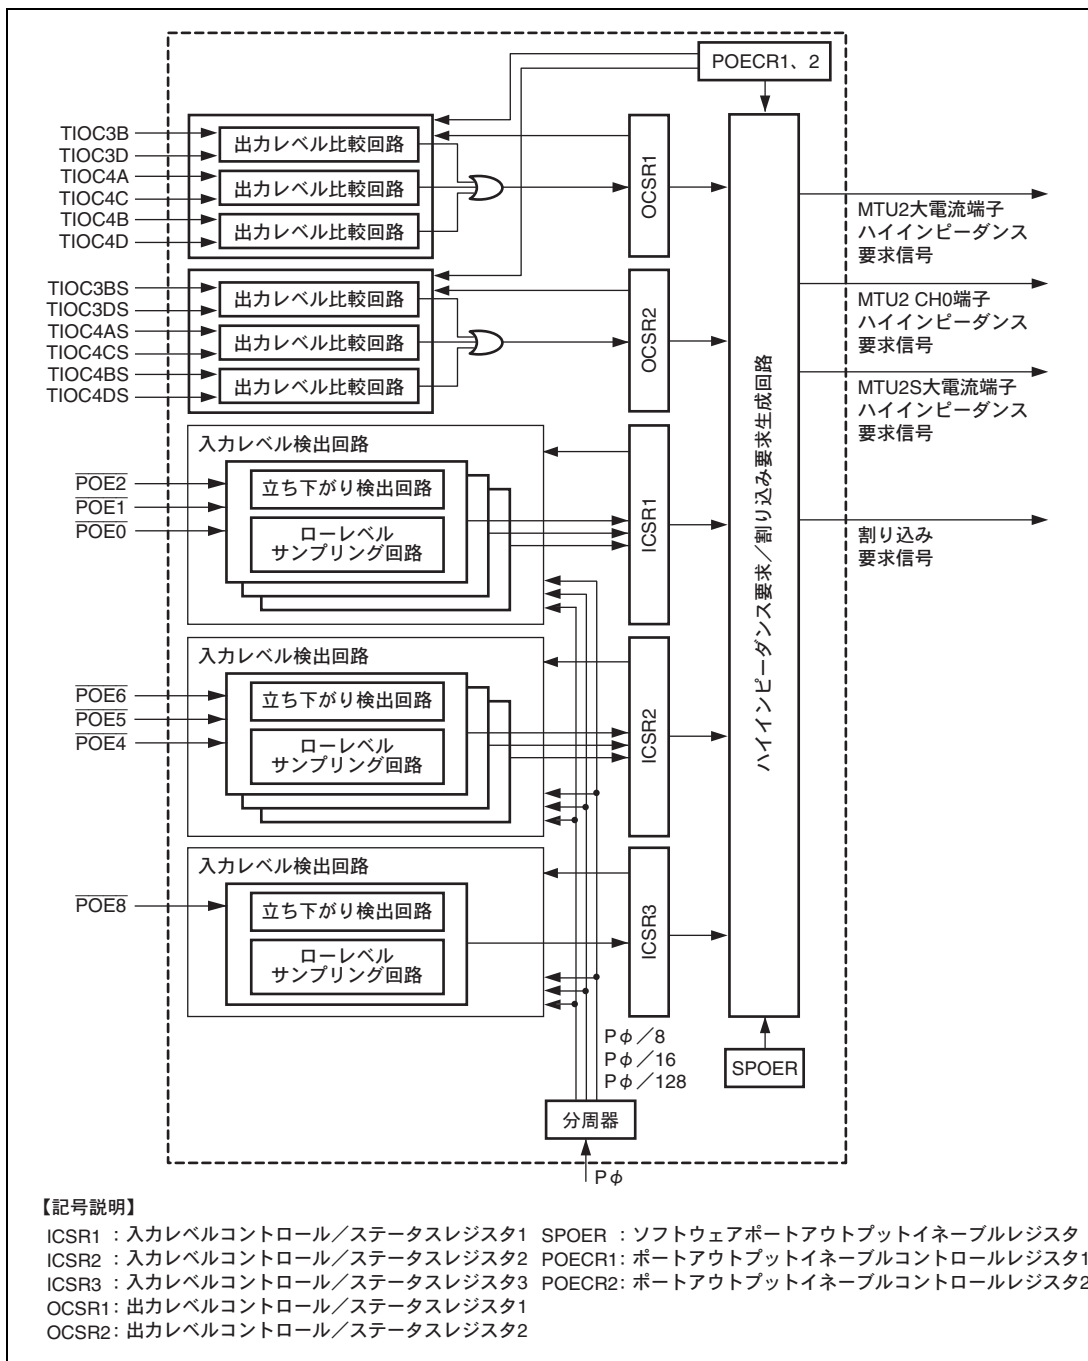 POECR1、2
TIOC3B
TIOC3D
TIOC4A
TIOC4C
TIOC4B
TIOC4D
出力レベル比較回路
出力レベル比較回路
出力レベル比較回路
OCSR1
TIOC3BS
TIOC3DS
TIOC4AS
TIOC4CS
TIOC4BS
TIOC4DS
出力レベル比較回路
出力レベル比較回路
出力レベル比較回路
OCSR2
入力レベル検出回路
POE2
POE1
POE0
立ち下がり検出回路
ローレベル
サンプリング回路
ICSR1
入力レベル検出回路
POE6
POE5
POE4
立ち下がり検出回路
ローレベル
サンプリング回路
ICSR2
入力レベル検出回路
POE8
立ち下がり検出回路
ローレベル
サンプリング回路
ICSR3
ハイインピーダンス要求/割り込み要求生成回路
MTU2大電流端子
ハイインピーダンス
要求信号
MTU2 CH0端子
ハイインピーダンス
要求信号
MTU2S大電流端子
ハイインピーダンス
要求信号
割り込み
要求信号
Pφ/8
Pφ/16
Pφ/128
SPOER
分周器
Pφ
【記号説明】
ICSR1 : 入力レベルコントロール/ステータスレジスタ1
ICSR2 : 入力レベルコントロール/ステータスレジスタ2
ICSR3 : 入力レベルコントロール/ステータスレジスタ3
OCSR1 : 出力レベルコントロール/ステータスレジスタ1
OCSR2 : 出力レベルコントロール/ステータスレジスタ2
SPOER : ソフトウェアポートアウトプットイネーブルレジスタ
POECR1: ポートアウトプットイネーブルコントロールレジスタ1
POECR2: ポートアウトプットイネーブルコントロールレジスタ2